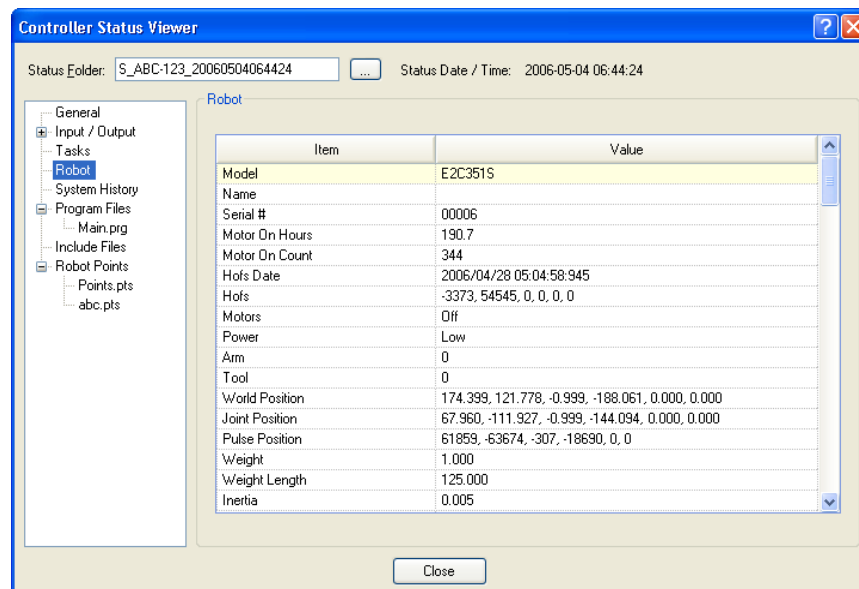 Controller Status Viewer
Status Folder: S_ABC-123_20060504064424 ... Status Date / Time: 2006-05-04 06:44:24
General
Input / Output
Tasks
Robot
System History
Program Files
Main.prg
Include Files
Robot Points
Points.pts
abc.pts
Robot
Item Value
Model E2C351S
Name
Serial # 00006
Motor On Hours 190.7
Motor On Count 344
Hofs Date 2006/04/28 05:04:58:945
Hofs -3373, 54545, 0, 0, 0, 0
Motors Off
Power Low
Arm 0
Tool 0
World Position 174.399, 121.778, -0.999, -188.061, 0.000, 0.000
Joint Position 67.960, -111.927, -0.999, -144.094, 0.000, 0.000
Pulse Position 61859, -63674, -307, -18690, 0, 0
Weight 1.000
Weight Length 125.000
Inertia 0.005
Close